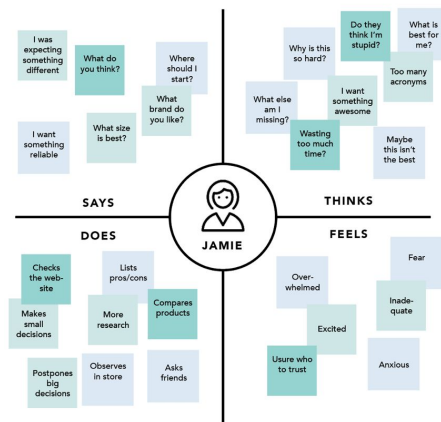 I was
expecting
something
different
What do
you think?
Where
should I
start?
What
brand do
you like?
What size
is best?
I want
something
reliable
SAYS
Do they
think I'm
stupid?
What is
best for
me?
Why is this
so hard?
Too many
acronyms
I want
something
awesome
What else
am I
missing?
Wasting
too much
time?
Maybe
this isn't
the best
THINKS
JAMIE
DOES
Checks
the web-
site
Lists
pros/cons
Compares
products
Makes
small
decisions
More
research
Postpones
big
decisions
Observes
in store
Asks
friends
FEELS
Fear
Over-
whelmed
Inade-
quate
Excited
Usure who
to trust
Anxious